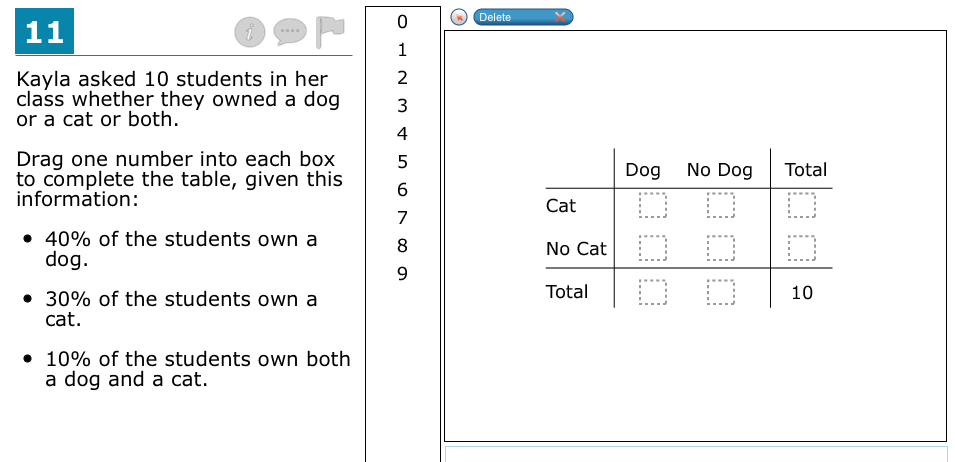 11
Kayla asked 10 students in her
class whether they owned a dog
or a cat or both.
Drag one number into each box
to complete the table, given this
information:
• 40% of the students own a
dog.
• 30% of the students own a
cat.
• 10% of the students own both
a dog and a cat.
0
1
2
3
4
5
6
7
8
9
Delete
Dog No Dog Total
Cat
No Cat
Total 10